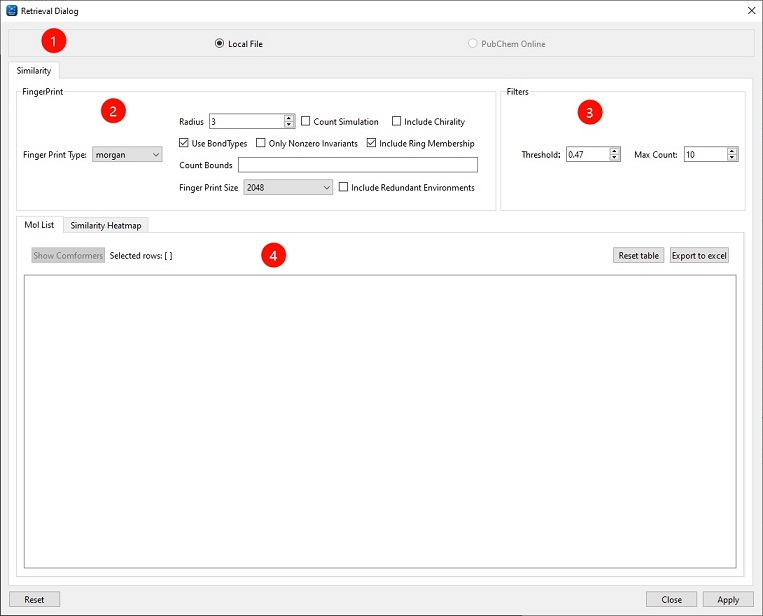 Retrieval Dialog
1
Local File
PubChem Online
Similarity
FingerPrint
2
Radius 3 Count Simulation Include Chirality
Use BondTypes Only Nonzero Invariants Include Ring Membership
Finger Print Type: morgan
Count Bounds
Finger Print Size 2048 Include Redundant Environments
Filters
3
Threshold: 0.47 Max Count: 10
Mol List Similarity Heatmap
Show Comformers Selected rows: [ ] 4 Reset table Export to excel
Reset Close Apply